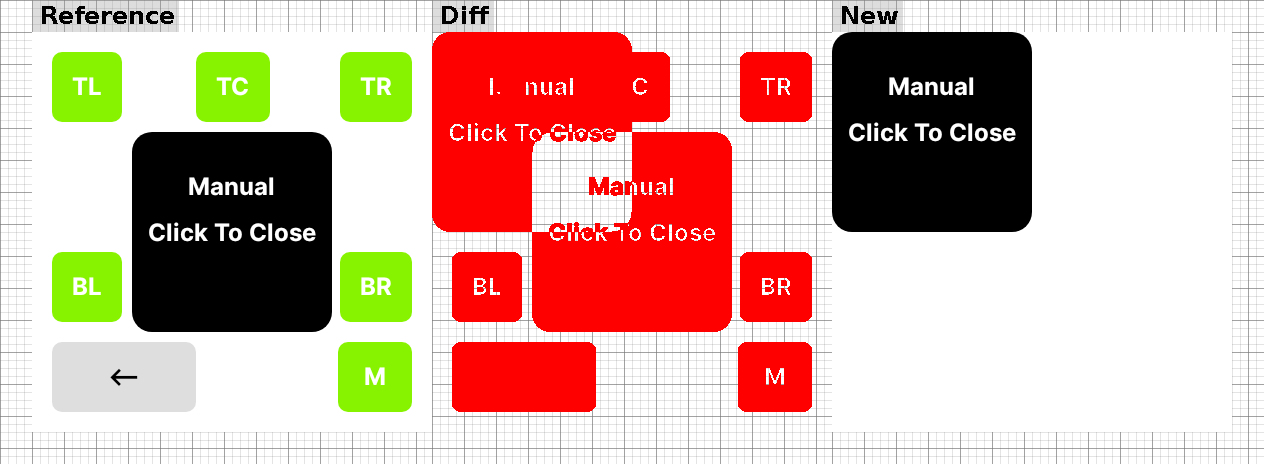 Reference
Diff
New
TL
TC
TR
Manual
Click To Close
BL
BR
←
M
nual
C
TR
Click To Close
Manual
Click To Close
BL
BR
M
Manual
Click To Close